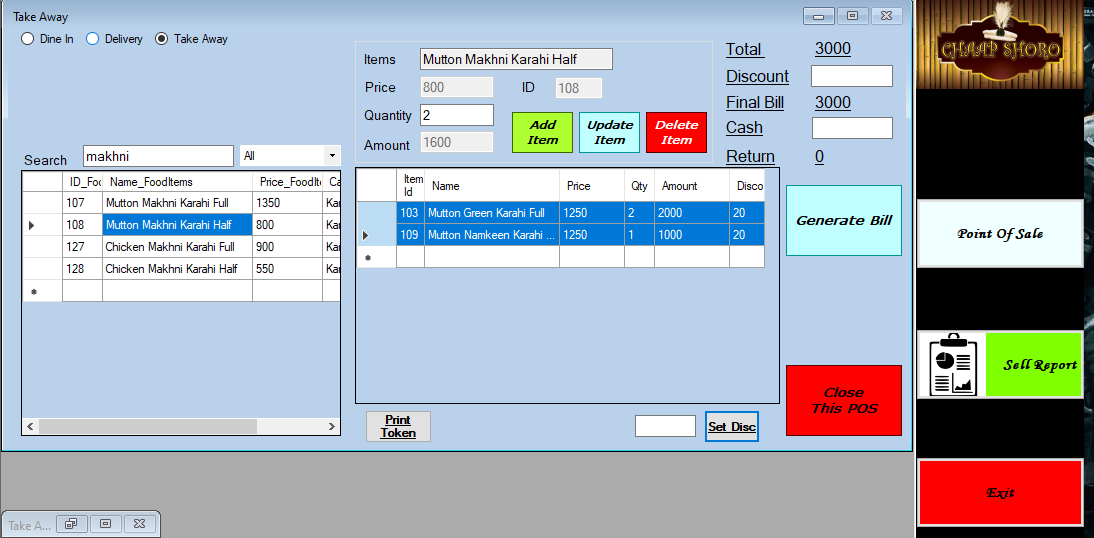 Take Away
Dine In Delivery Take Away
Items Mutton Makhni Karahi Half
Price 800 ID 108
Quantity 2
Amount 1600
Add Item
Update Item
Delete Item
Total 3000
Discount
Final Bill 3000
Cash
Return 0
Search makhni All
ID_Foo Name_FoodItems Price_FoodIt Ca
107 Mutton Makhni Karahi Full 1350 Kar
108 Mutton Makhni Karahi Half 800 Kar
127 Chicken Makhni Karahi Full 900 Kar
128 Chicken Makhni Karahi Half 550 Kar
Item Id Name Price Qty Amount Disco
103 Mutton Green Karahi Full 1250 2 2000 20
109 Mutton Namkeen Karahi ... 1250 1 1000 20
Generate Bill
Close
This POS
Print
Token
Set Disc
Take A...
CHAAP SHORO
Point Of Sale
Sell Report
Exit